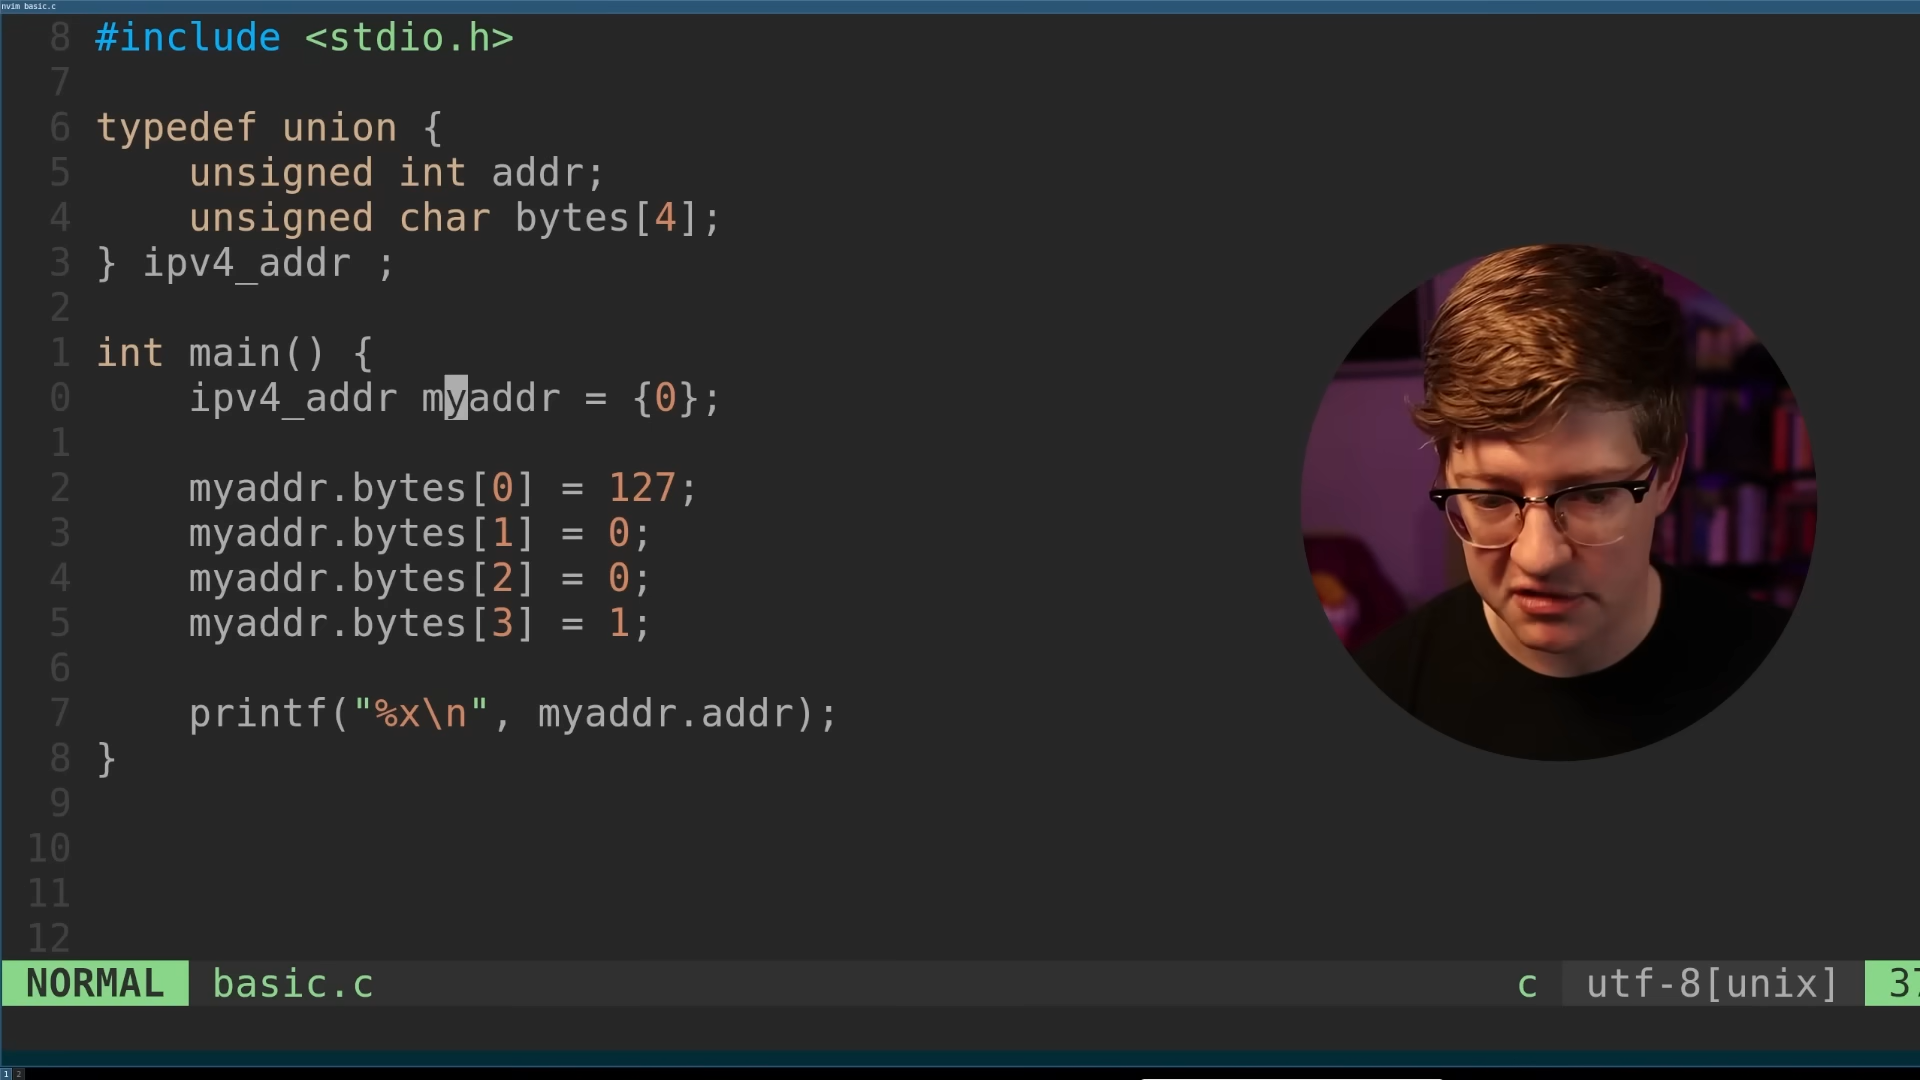 nvim basic.c
8 #include <stdio.h>
7
6 typedef union {
5     unsigned int addr;
4     unsigned char bytes[4];
3 } ipv4_addr ;
2
1 int main() {
0     ipv4_addr myaddr = {0};
1
2     myaddr.bytes[0] = 127;
3     myaddr.bytes[1] = 0;
4     myaddr.bytes[2] = 0;
5     myaddr.bytes[3] = 1;
6
7     printf("%x\n", myaddr.addr);
8 }
9
10
11
12
NORMAL basic.c c utf-8[unix] 37
1 2